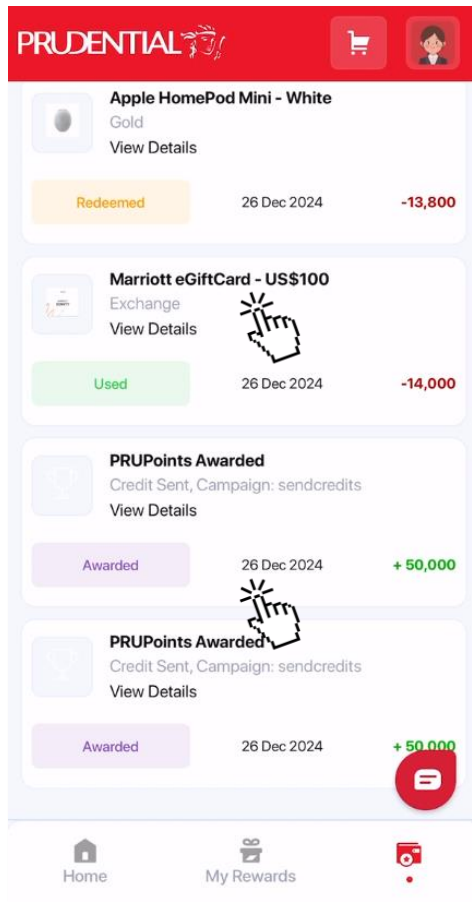 PRUDENTIAL
Apple HomePod Mini - White
Gold
View Details
Redeemed 26 Dec 2024 -13,800
Marriott eGiftCard - US$100
Exchange
View Details
Used 26 Dec 2024 -14,000
PRUPoints Awarded
Credit Sent, Campaign: sendcredits
View Details
Awarded 26 Dec 2024 + 50,000
PRUPoints Awarded
Credit Sent, Campaign: sendcredits
View Details
Awarded 26 Dec 2024 + 50,000
Home My Rewards